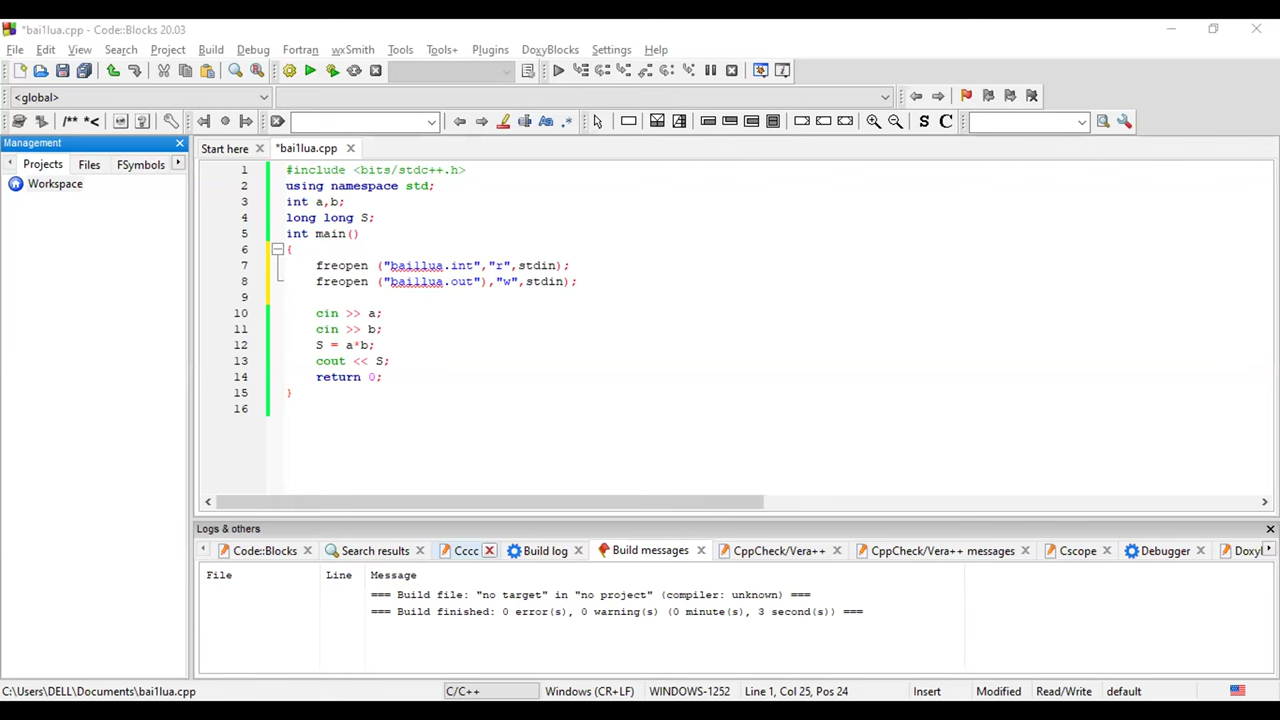 *bai1lua.cpp - Code::Blocks 20.03
File Edit View Search Project Build Debug Fortran wxSmith Tools Tools+ Plugins DoxyBlocks Settings Help
<global>
/** *<
S C
Management
Projects Files FSymbols
Workspace
Start here *bai1lua.cpp
1 #include <bits/stdc++.h>
2 using namespace std;
3 int a,b;
4 long long S;
5 int main()
6 {
7 freopen ("bai1lua.int","r",stdin);
8 freopen ("bai1lua.out"),"w",stdin);
9
10 cin >> a;
11 cin >> b;
12 S = a*b;
13 cout << S;
14 return 0;
15 }
16
Logs & others
Code::Blocks Search results Cccc Build log Build messages CppCheck/Vera++ CppCheck/Vera++ messages Cscope Debugger Doxyl
File Line Message
=== Build file: "no target" in "no project" (compiler: unknown) ===
=== Build finished: 0 error(s), 0 warning(s) (0 minute(s), 3 second(s)) ===
C:\Users\DELL\Documents\bai1lua.cpp C/C++ Windows (CR+LF) WINDOWS-1252 Line 1, Col 25, Pos 24 Insert Modified Read/Write default